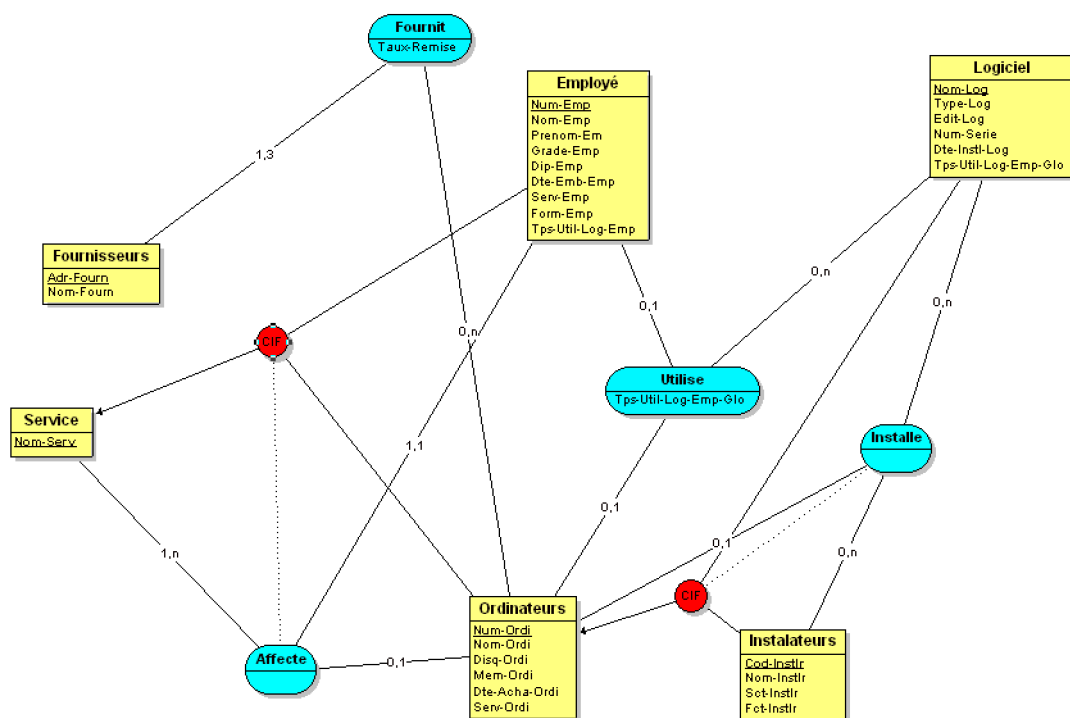 Fournit
Taux-Remise
Employé
Num-Emp
Nom-Emp
Prenom-Em
Grade-Emp
Dip-Emp
Dte-Emb-Emp
Serv-Emp
Form-Emp
Tps-Util-Log-Emp
Logiciel
Nom-Log
Type-Log
Edit-Log
Num-Serie
Dte-Instl-Log
Tps-Util-Log-Emp-Glo
1,3
Fournisseurs
Adr-Fourn
Nom-Fourn
0,n
0,1
0,n
0,n
CIF
Utilise
Tps-Util-Log-Emp-Glo
Service
Nom-Serv
1,1
Installe
0,1
0,1
0,n
1,n
CIF
Ordinateurs
Num-Ordi
Nom-Ordi
Disq-Ordi
Mem-Ordi
Dte-Acha-Ordi
Serv-Ordi
Affecte
0,1
Instalateurs
Cod-Instlr
Nom-Instlr
Sct-Instlr
Fct-Instlr